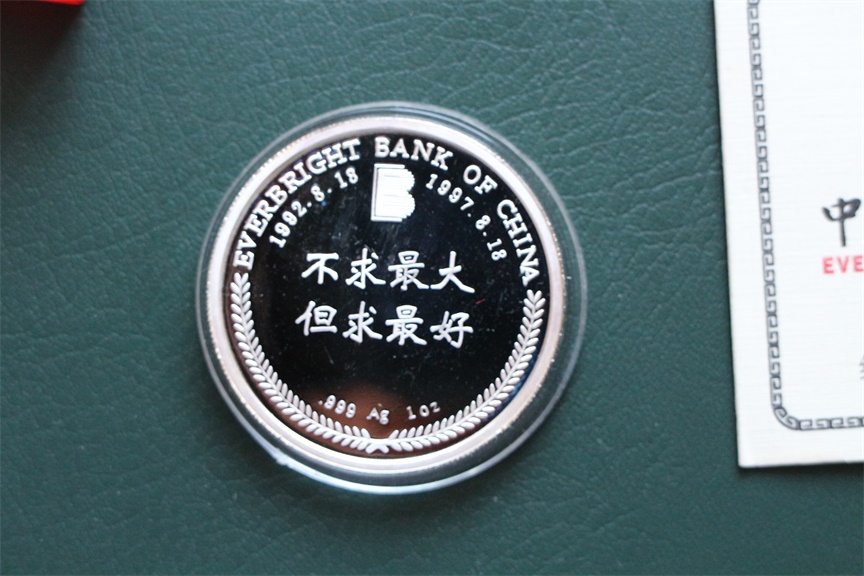 EVERBRIGHT BANK OF CHINA
1992.8.18 1997.8.18
不求最大
但求最好
.999 Ag 1oz
中
EVE